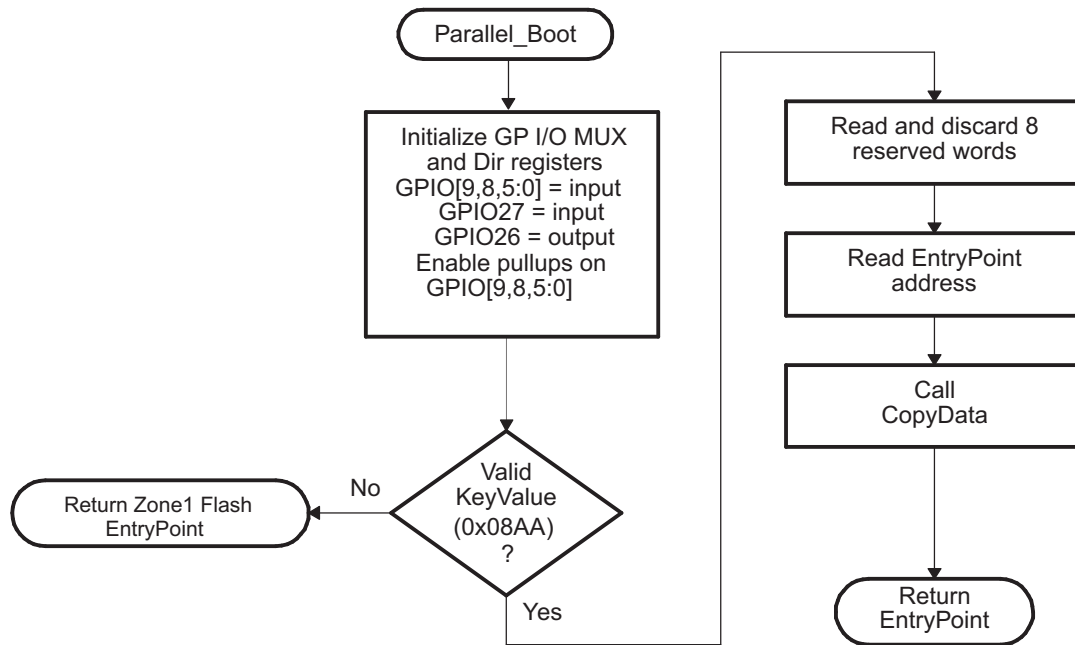 Parallel_Boot
Initialize GP I/O MUX
and Dir registers
GPIO[9,8,5:0] = input
GPIO27 = input
GPIO26 = output
Enable pullups on
GPIO[9,8,5:0]
Valid
KeyValue
(0x08AA)
?
No
Return Zone1 Flash
EntryPoint
Yes
Read and discard 8
reserved words
Read EntryPoint
address
Call
CopyData
Return
EntryPoint